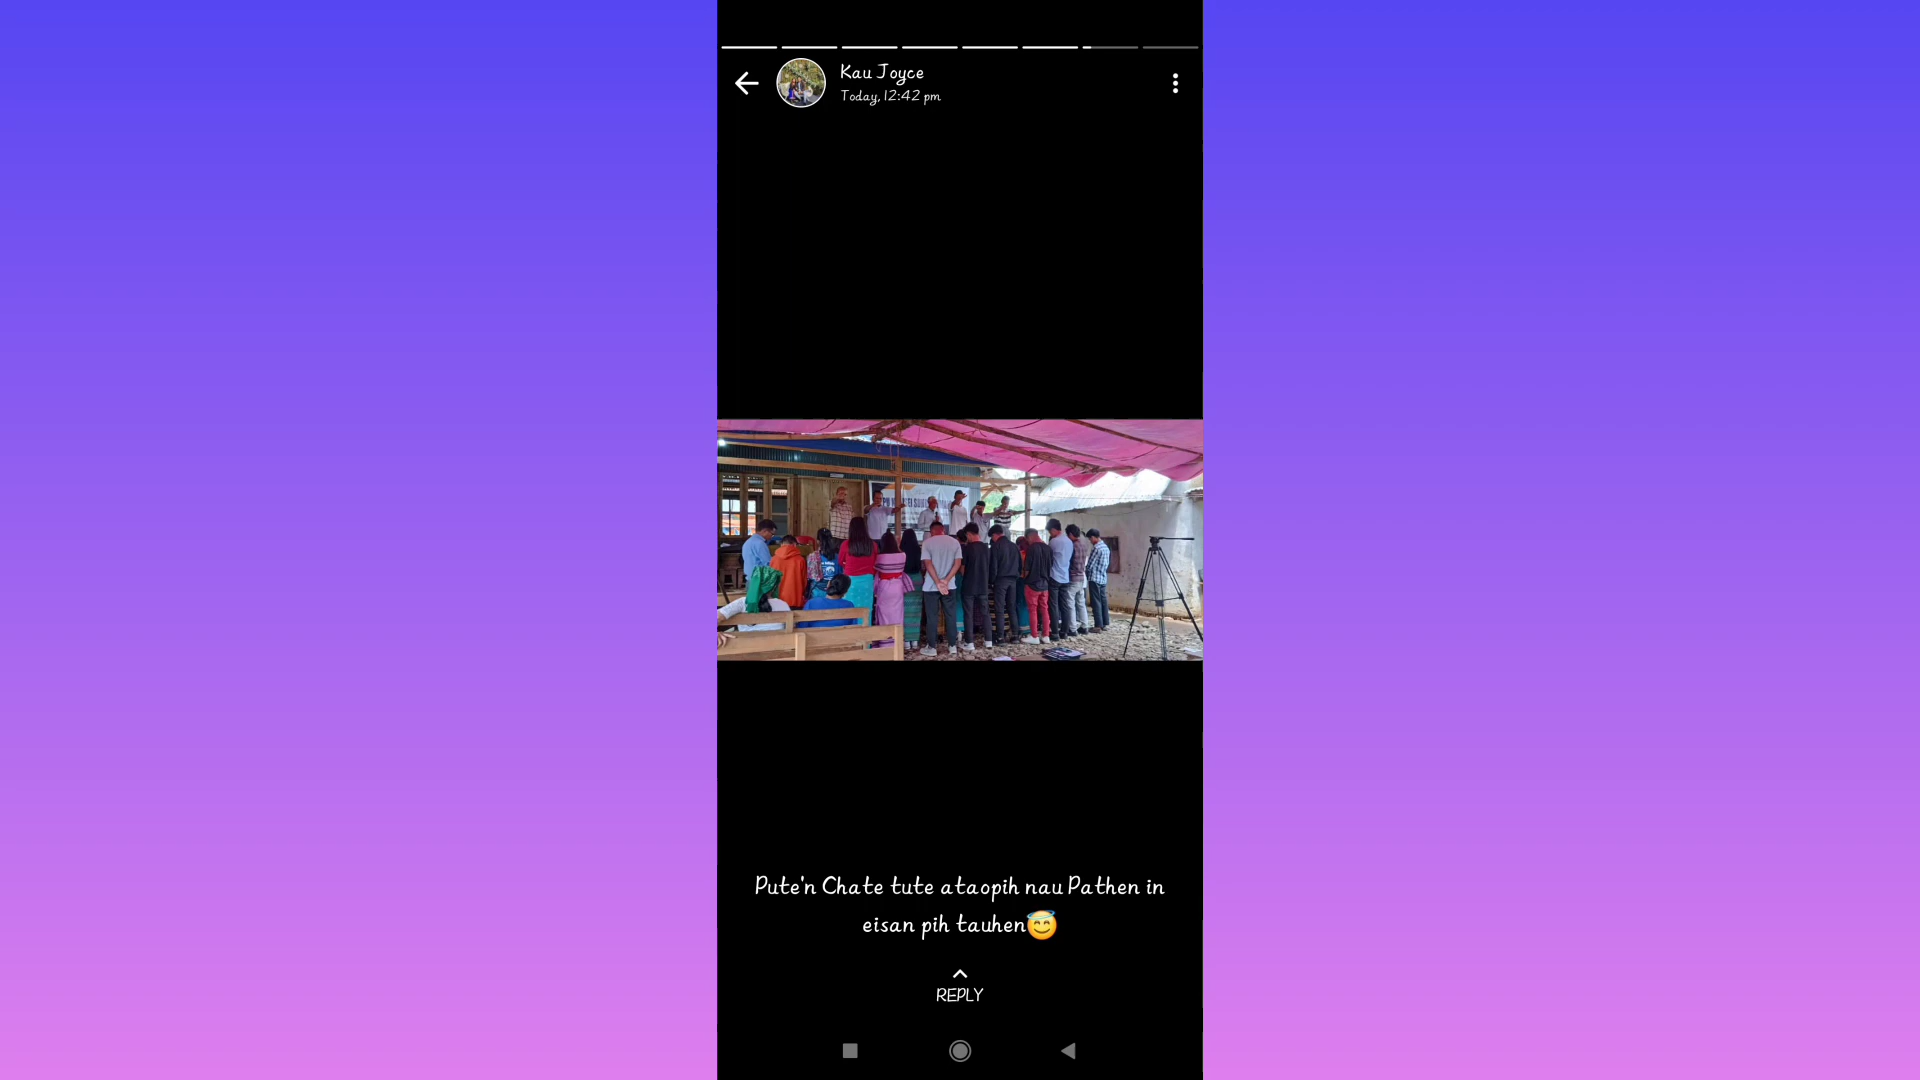 Kau Joyce
Today, 12:42 pm
Pute'n Chate tute ataopih nau Pathen in
eisan pih tauhen😇
REPLY